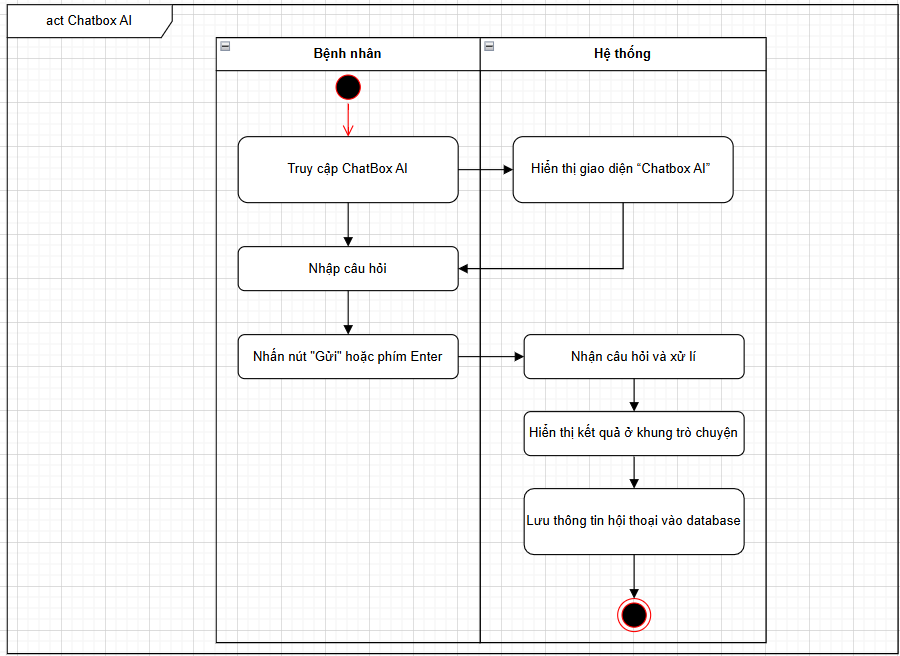 act Chatbox AI
Bệnh nhân
Hệ thống
Truy cập ChatBox AI
Hiển thị giao diện “Chatbox AI”
Nhập câu hỏi
Nhấn nút "Gửi" hoặc phím Enter
Nhận câu hỏi và xử lí
Hiển thị kết quả ở khung trò chuyện
Lưu thông tin hội thoại vào database